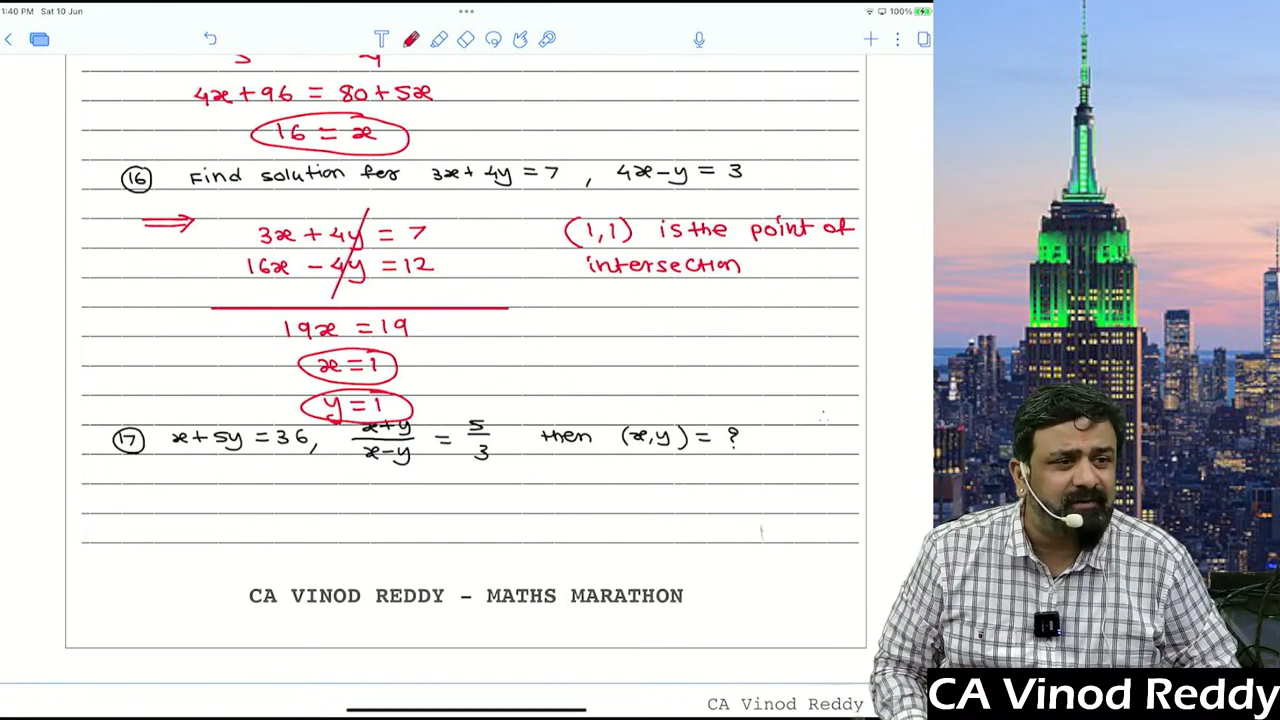 1:40 PM Sat 10 Jun
100%
T
4x+96 = 80+5x
16 = x
(16) Find solution for 3x+4y = 7 , 4x-y = 3
⇒ 3x + 4y = 7 (1,1) is the point of
16x - 4y = 12 intersection
19x = 19
x = 1
y = 1
(17) x+5y = 36, x+y/x-y = 5/3 then (x,y) = ?
CA VINOD REDDY - MATHS MARATHON
CA Vinod Reddy
CA Vinod Reddy